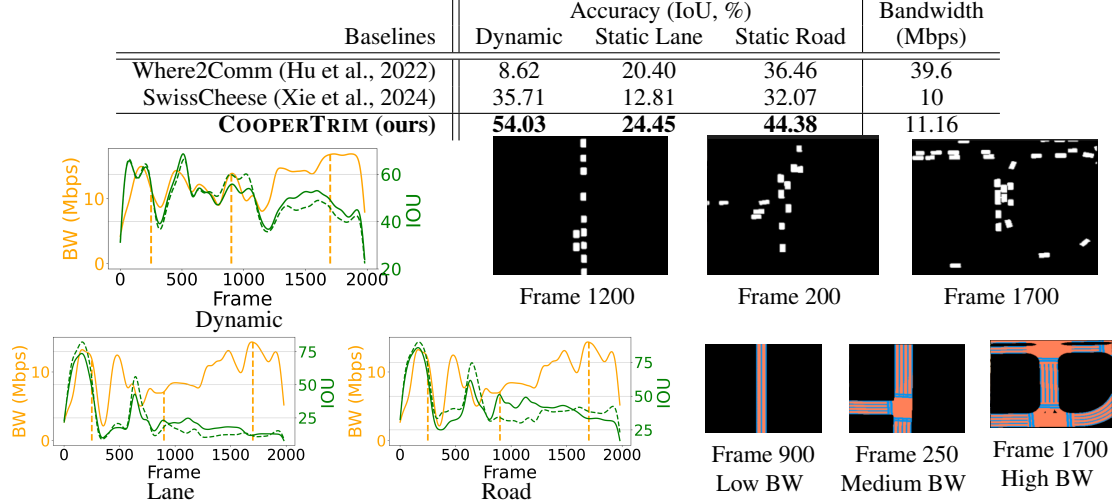 Accuracy (IoU, %) Bandwidth
Baselines Dynamic Static Lane Static Road (Mbps)
Where2Comm (Hu et al., 2022) 8.62 20.40 36.46 39.6
SwissCheese (Xie et al., 2024) 35.71 12.81 32.07 10
COOPERTRIM (ours) 54.03 24.45 44.38 11.16
BW (Mbps)
10
0
60
40
20
IOU
0 500 1000 1500 2000
Frame
Dynamic
Frame 1200
Frame 200
Frame 1700
BW (Mbps)
10
0
75
50
25
IOU
0 500 1000 1500 2000
Frame
Lane
BW (Mbps)
10
0
75
50
25
IOU
0 500 1000 1500 2000
Frame
Road
Frame 900
Low BW
Frame 250
Medium BW
Frame 1700
High BW